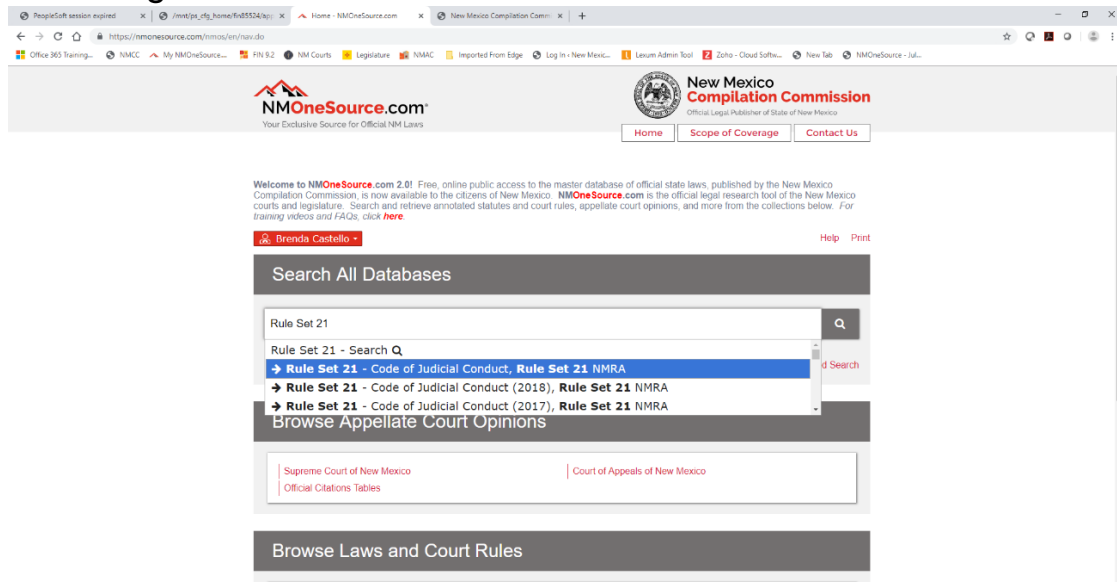 PeopleSoft session expired
/mnt/ps_cfg_home/fin85524/app
Home - NMOneSource.com
New Mexico Compilation Commi
https://nmonesource.com/nmos/en/nav.do
Office 365 Training... NMCC My NMOneSource... FIN 9.2 NM Courts Legislature NMAC Imported From Edge Log In ‹ New Mexic... Lexum Admin Tool Zoho - Cloud Softw... New Tab NMOneSource - Jul...
NMOneSource.com
Your Exclusive Source for Official NM Laws
New Mexico
Compilation Commission
Official Legal Publisher of State of New Mexico
Home Scope of Coverage Contact Us
Welcome to NMOneSource.com 2.0! Free, online public access to the master database of official state laws, published by the New Mexico
Compilation Commission, is now available to the citizens of New Mexico. NMOneSource.com is the official legal research tool of the New Mexico
courts and legislature. Search and retrieve annotated statutes and court rules, appellate court opinions, and more from the collections below. For
training videos and FAQs, click here.
Brenda Castello
Help Print
Search All Databases
Rule Set 21
Rule Set 21 - Search
→ Rule Set 21 - Code of Judicial Conduct, Rule Set 21 NMRA
d Search
→ Rule Set 21 - Code of Judicial Conduct (2018), Rule Set 21 NMRA
→ Rule Set 21 - Code of Judicial Conduct (2017), Rule Set 21 NMRA
Browse Appellate Court Opinions
Supreme Court of New Mexico Court of Appeals of New Mexico
Official Citations Tables
Browse Laws and Court Rules